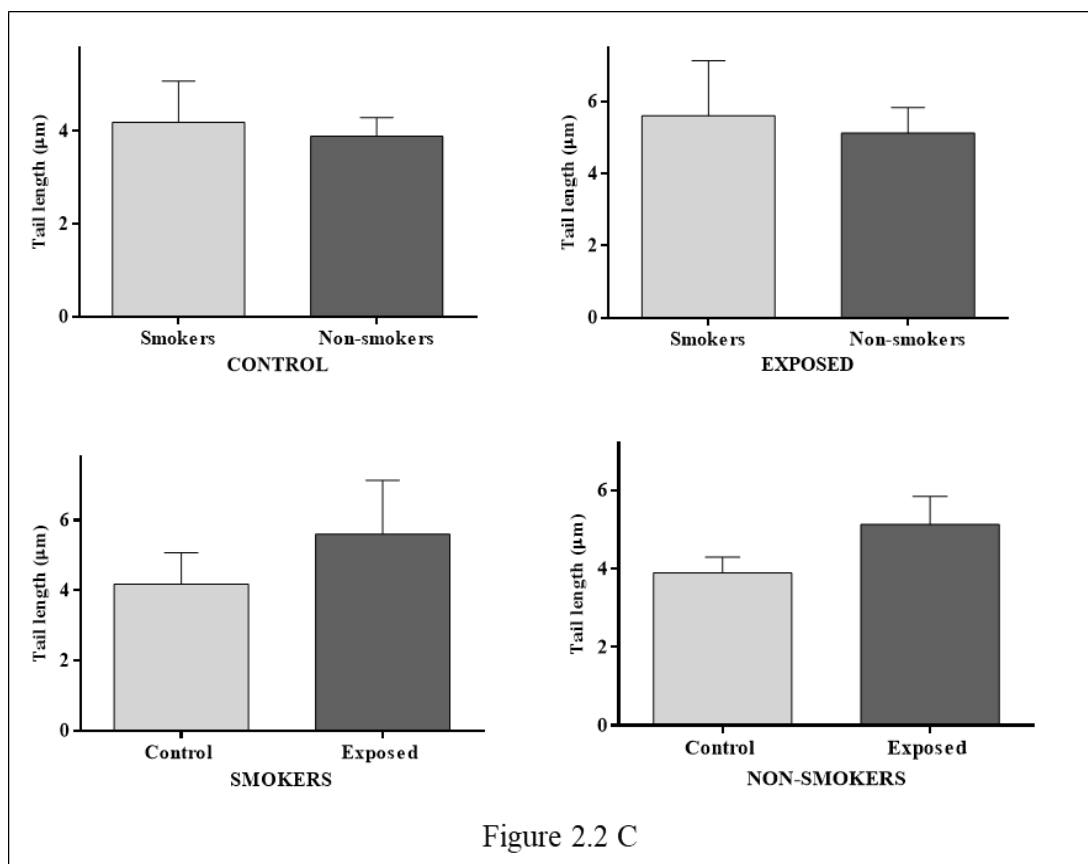 Tail length (µm)
4
2
0
Smokers Non-smokers
CONTROL
Tail length (µm)
6
4
2
0
Smokers Non-smokers
EXPOSED
Tail length (µm)
6
4
2
0
Control Exposed
SMOKERS
Tail length (µm)
6
4
2
0
Control Exposed
NON-SMOKERS
Figure 2.2 C